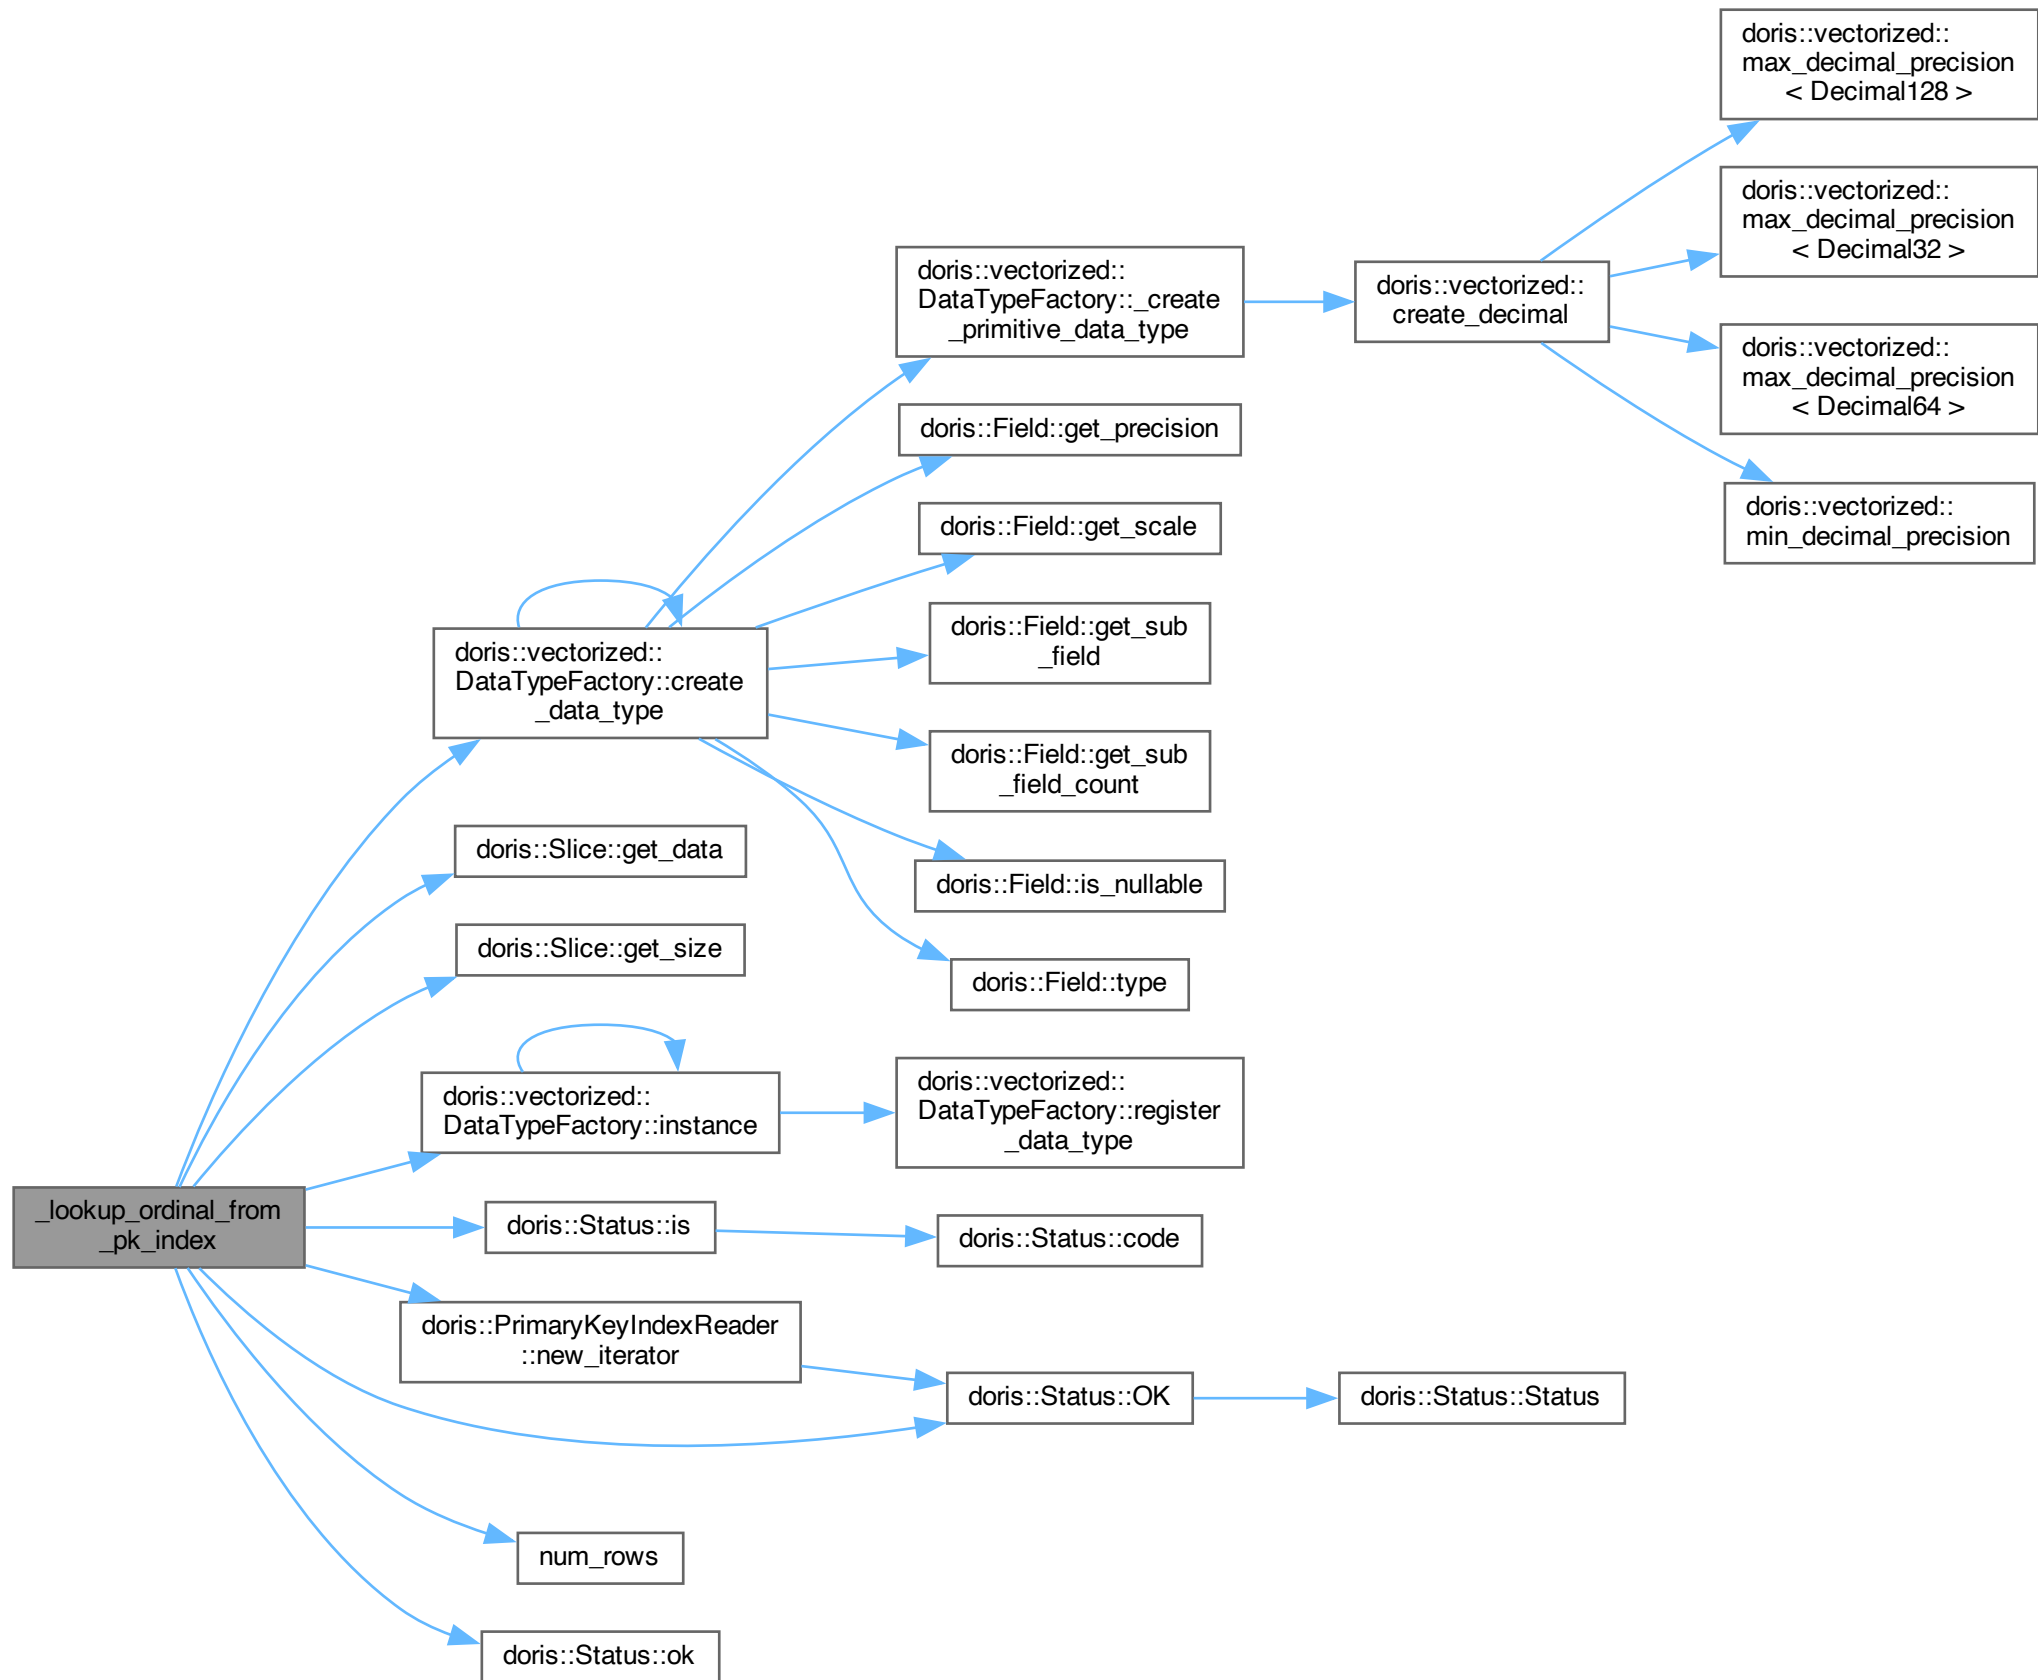 doris::vectorized::
max_decimal_precision
< Decimal128 >
doris::vectorized::
max_decimal_precision
< Decimal32 >
doris::vectorized::
DataTypeFactory::_create
_primitive_data_type
doris::vectorized::
create_decimal
doris::vectorized::
max_decimal_precision
< Decimal64 >
doris::Field::get_precision
doris::vectorized::
min_decimal_precision
doris::Field::get_scale
doris::Field::get_sub
_field
doris::vectorized::
DataTypeFactory::create
_data_type
doris::Field::get_sub
_field_count
doris::Slice::get_data
doris::Field::is_nullable
doris::Slice::get_size
doris::Field::type
doris::vectorized::
DataTypeFactory::instance
doris::vectorized::
DataTypeFactory::register
_data_type
_lookup_ordinal_from
_pk_index
doris::Status::is
doris::Status::code
doris::PrimaryKeyIndexReader
::new_iterator
doris::Status::OK
doris::Status::Status
num_rows
doris::Status::ok